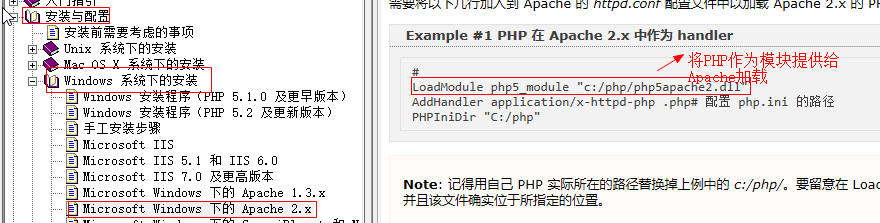 入门指引
安装与配置
安装前需要考虑的事项
Unix 系统下的安装
Mac OS X 系统下的安装
Windows 系统下的安装
Windows 安装程序（PHP 5.1.0 及更早版本）
Windows 安装程序（PHP 5.2 及更新版本）
手工安装步骤
Microsoft IIS
Microsoft IIS 5.1 和 IIS 6.0
Microsoft IIS 7.0 及更高版本
Microsoft Windows 下的 Apache 1.3.x
Microsoft Windows 下的 Apache 2.x
需要将以下几行加入到 Apache 的 httpd.conf 配置文件中以加载 Apache 2.x 的 PH
Example #1 PHP 在 Apache 2.x 中作为 handler
将PHP作为模块提供给
Apache加载
#
LoadModule php5_module "c:/php/php5apache2.dll"
AddHandler application/x-httpd-php .php# 配置 php.ini 的路径
PHPIniDir "C:/php"
Note: 记得用自己 PHP 实际所在的路径替换掉上例中的 c:/php/。要留意在 Load
并且该文件确实位于所指定的位置。